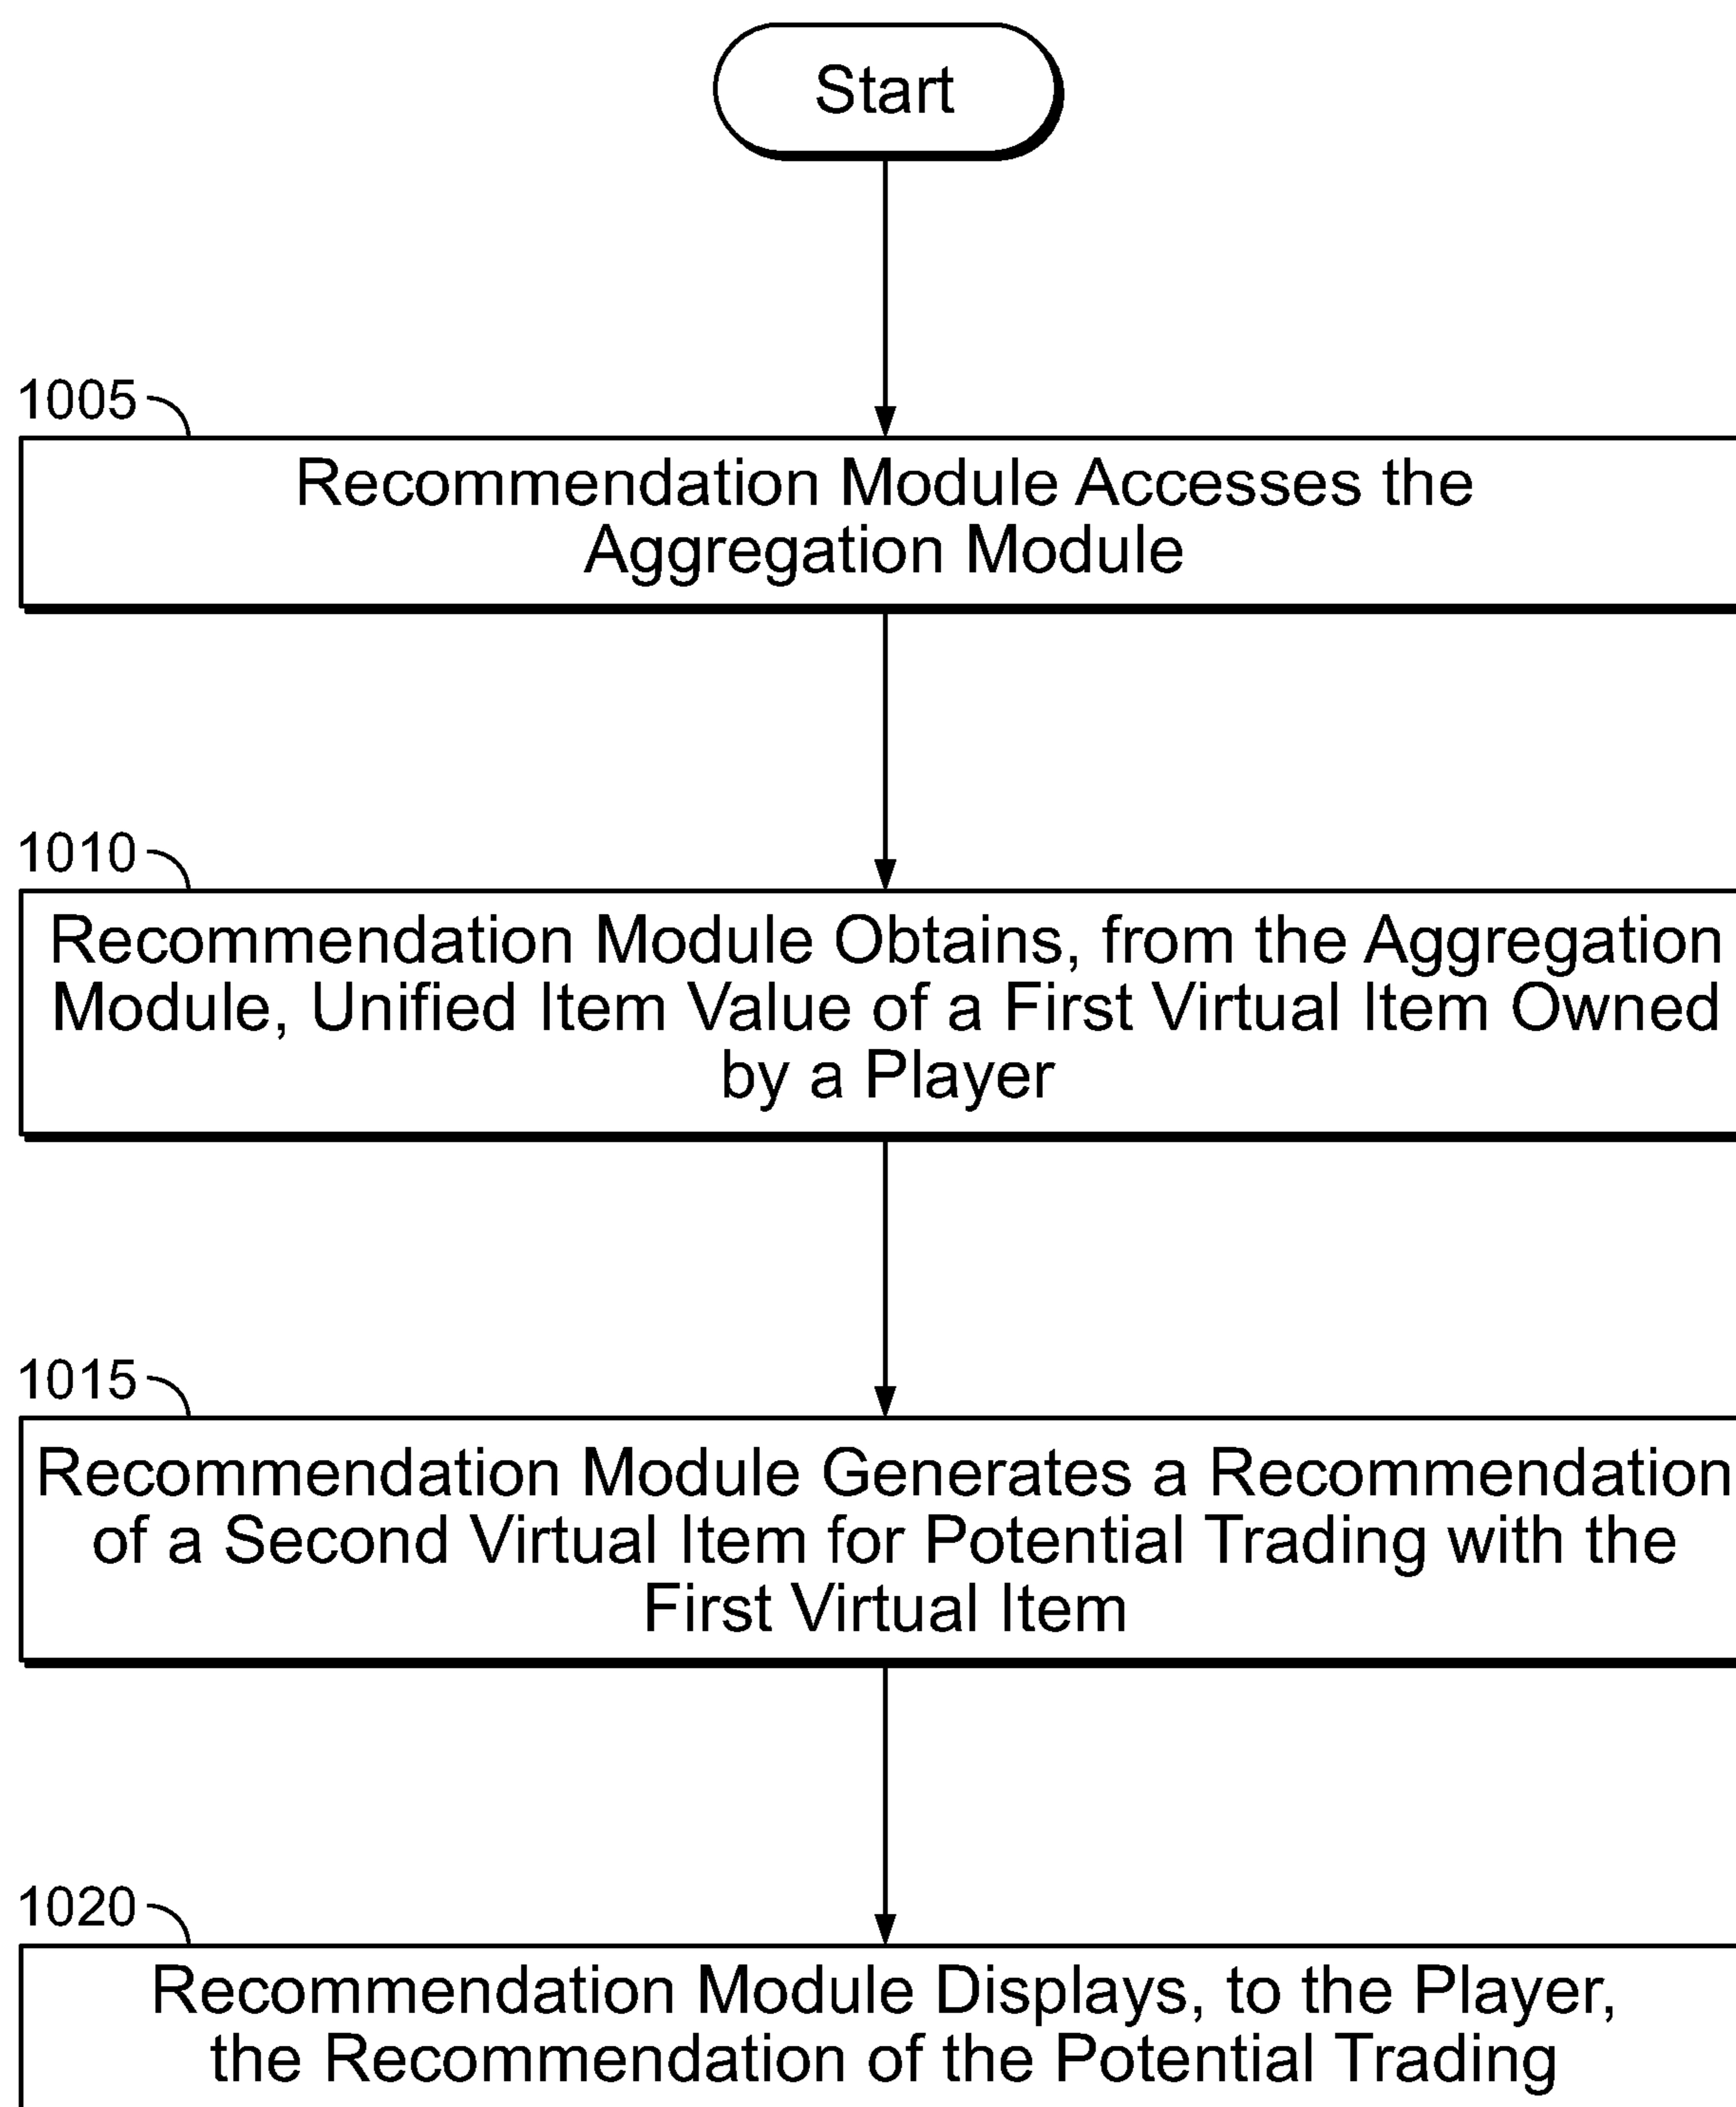 Start
1005
Recommendation Module Accesses the
Aggregation Module
1010
Recommendation Module Obtains, from the Aggregation
Module, Unified Item Value of a First Virtual Item Owned
by a Player
1015
Recommendation Module Generates a Recommendation
of a Second Virtual Item for Potential Trading with the
First Virtual Item
1020
Recommendation Module Displays, to the Player,
the Recommendation of the Potential Trading